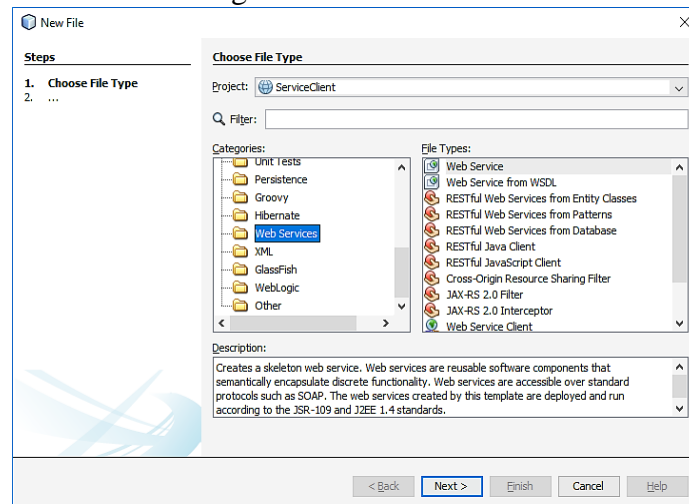 New File
Steps
1. Choose File Type
2. ...
Choose File Type
Project: ServiceClient
Filter:
Categories:
Unit Tests
Persistence
Groovy
Hibernate
Web Services
XML
GlassFish
WebLogic
Other
File Types:
Web Service
Web Service from WSDL
RESTful Web Services from Entity Classes
RESTful Web Services from Patterns
RESTful Web Services from Database
RESTful Java Client
RESTful JavaScript Client
Cross-Origin Resource Sharing Filter
JAX-RS 2.0 Filter
JAX-RS 2.0 Interceptor
Web Service Client
Description:
Creates a skeleton web service. Web services are reusable software components that
semantically encapsulate discrete functionality. Web services are accessible over standard
protocols such as SOAP. The web services created by this template are deployed and run
according to the JSR-109 and J2EE 1.4 standards.
< Back Next > Finish Cancel Help